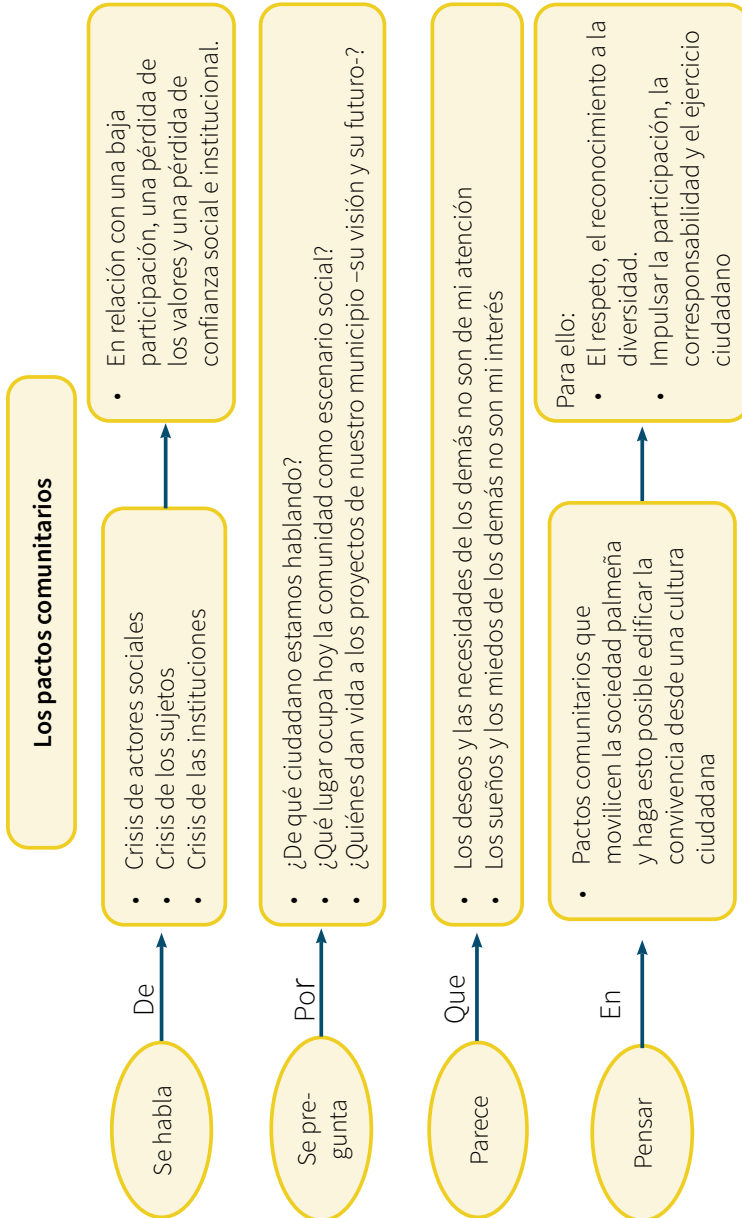 Los pactos comunitarios
Se habla
De
• Crisis de actores sociales
• Crisis de los sujetos
• Crisis de las instituciones
• En relación con una baja
participación, una pérdida de
los valores y una pérdida de
confianza social e institucional.
Se pre-
gunta
Por
• ¿De qué ciudadano estamos hablando?
• ¿Qué lugar ocupa hoy la comunidad como escenario social?
• ¿Quiénes dan vida a los proyectos de nuestro municipio –su visión y su futuro-?
Parece
Que
• Los deseos y las necesidades de los demás no son de mi atención
• Los sueños y los miedos de los demás no son mi interés
Pensar
En
• Pactos comunitarios que
movilicen la sociedad palmeña
y haga esto posible edificar la
convivencia desde una cultura
ciudadana
Para ello:
• El respeto, el reconocimiento a la
diversidad.
• Impulsar la participación, la
corresponsabilidad y el ejercicio
ciudadano